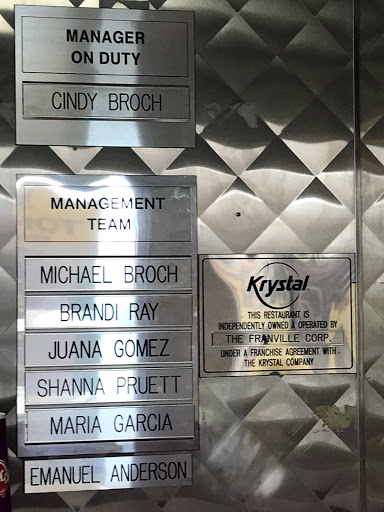 MANAGER
ON DUTY
CINDY BROCH
MANAGEMENT
TEAM
MICHAEL BROCH
BRANDI RAY
JUANA GOMEZ
SHANNA PRUETT
MARIA GARCIA
EMANUEL ANDERSON
Krystal
THIS RESTAURANT IS
INDEPENDENTLY OWNED & OPERATED BY
THE FRANVILLE CORP.
UNDER A FRANCHISE AGREEMENT WITH
THE KRYSTAL COMPANY